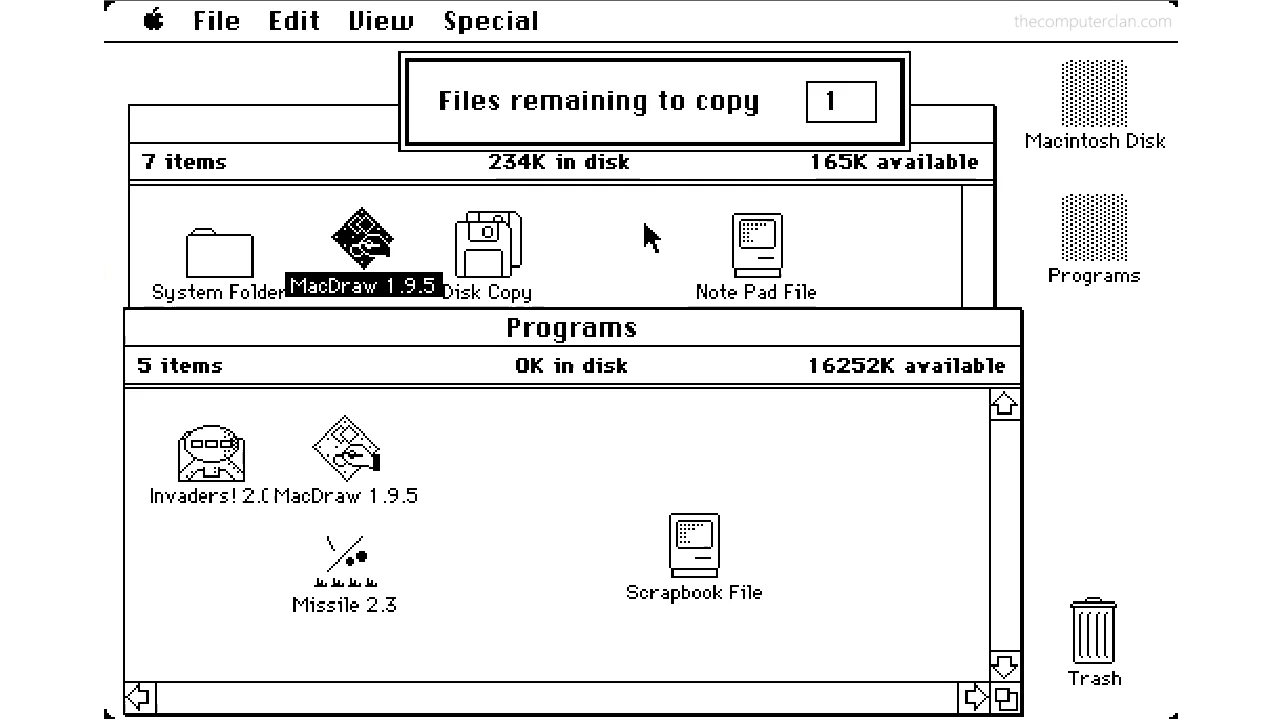 File Edit View Special
thecomputerclan.com
Files remaining to copy 1
7 items 234K in disk 165K available
Macintosh Disk
System Folder MacDraw 1.9.5 Disk Copy Note Pad File
Programs
Programs
5 items 0K in disk 16252K available
Invaders! 2.0 MacDraw 1.9.5
Scrapbook File
Missile 2.3
Trash